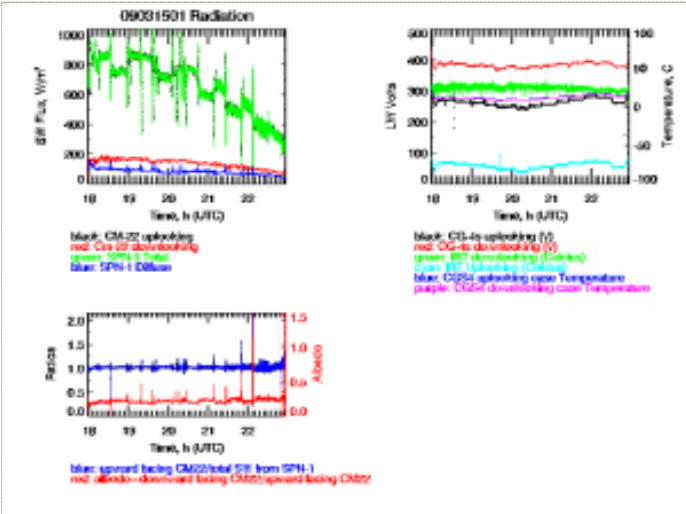 09031501 Radiation
1000
800
600
400
200
0
SW Flux, W/m²
18 19 20 21 22
Time, h (UTC)
black: CM-22 uplooking
red: Cm-22 downlooking
green: SPN-1 Total
blue: SPN-1 Diffuse
500
400
300
200
100
0
LW Volts
100
50
0
-50
-100
Temperature, C
18 19 20 21 22
Time, h (UTC)
black: CG-4s uplooking (V)
red: CG-4s downlooking (V)
green: IRT downlooking (Celcius)
cyan: IRT Uplooking (Celcius)
blue: CGS4 uplooking case Temperature
purple: CGS4 downlooking case Temperature
2.0
1.5
1.0
0.5
0.0
Ratios
1.5
1.0
0.5
0.0
Albedo
18 19 20 21 22
Time, h (UTC)
blue: upward facing CM22/total SW from SPN-1
red: albedo=downward facing CM22/upward facing CM22